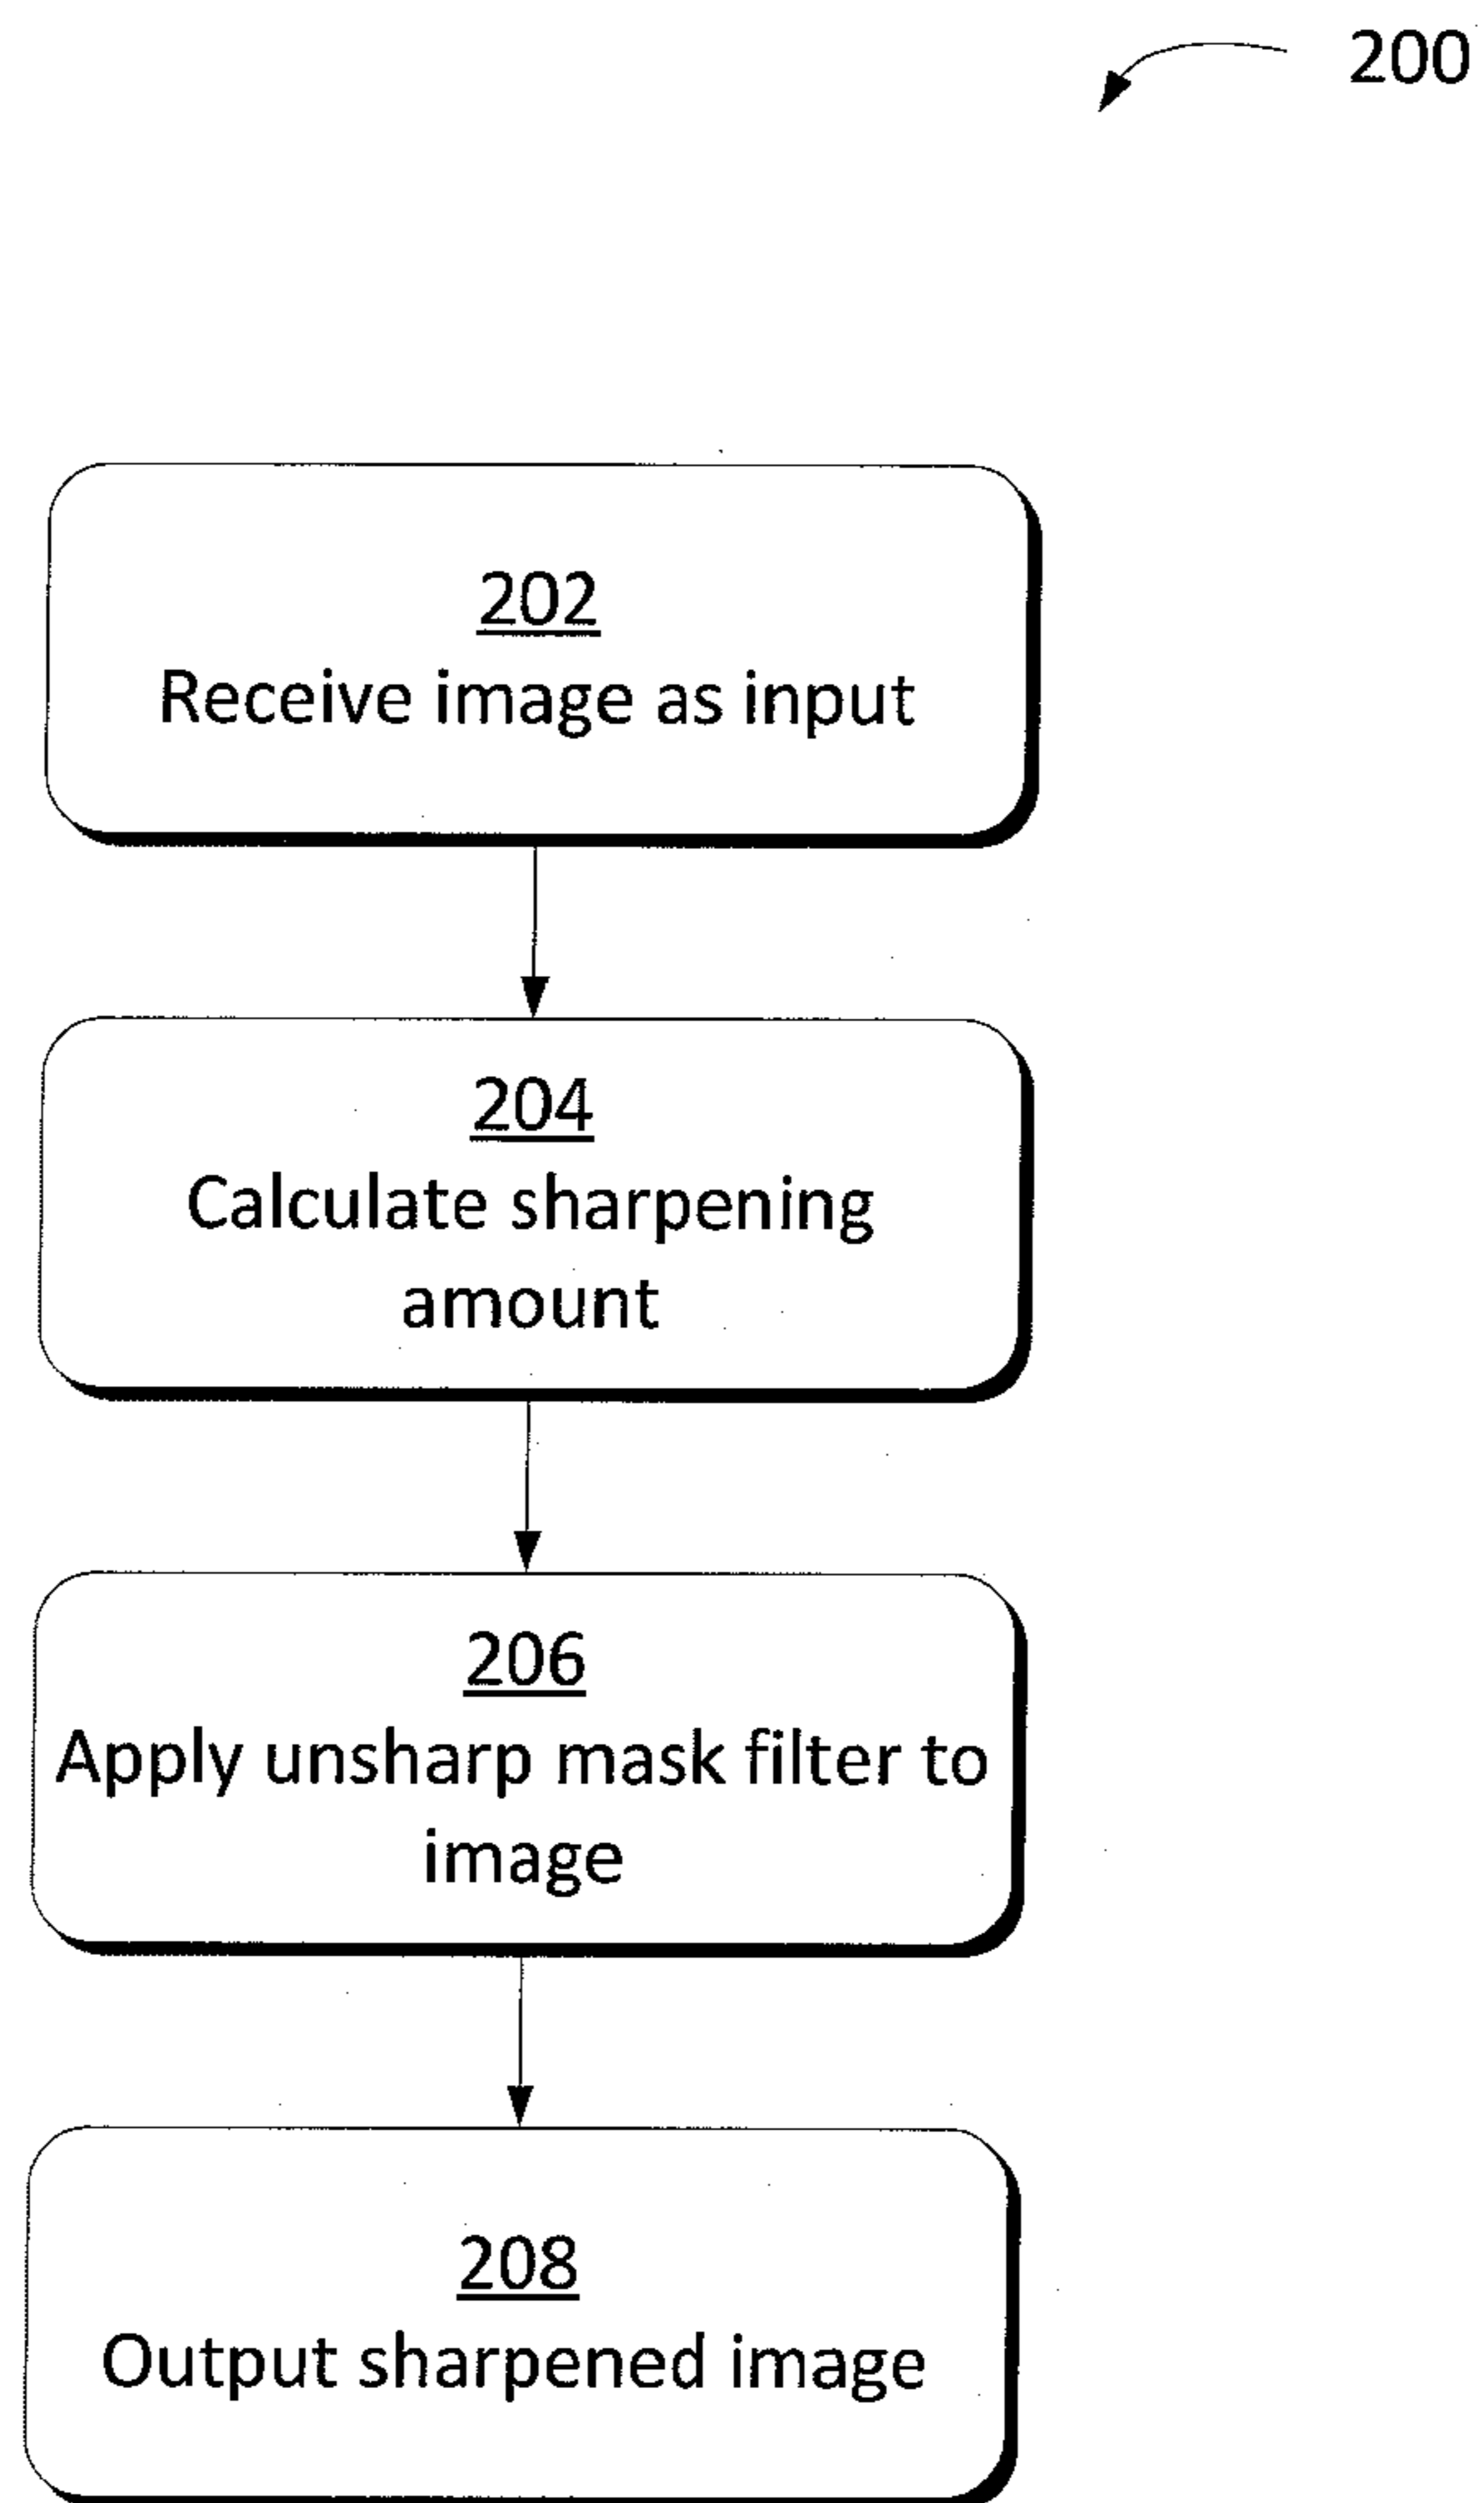 200
202
Receive image as input
204
Calculate sharpening
amount
206
Apply unsharp mask filter to
image
208
Output sharpened image